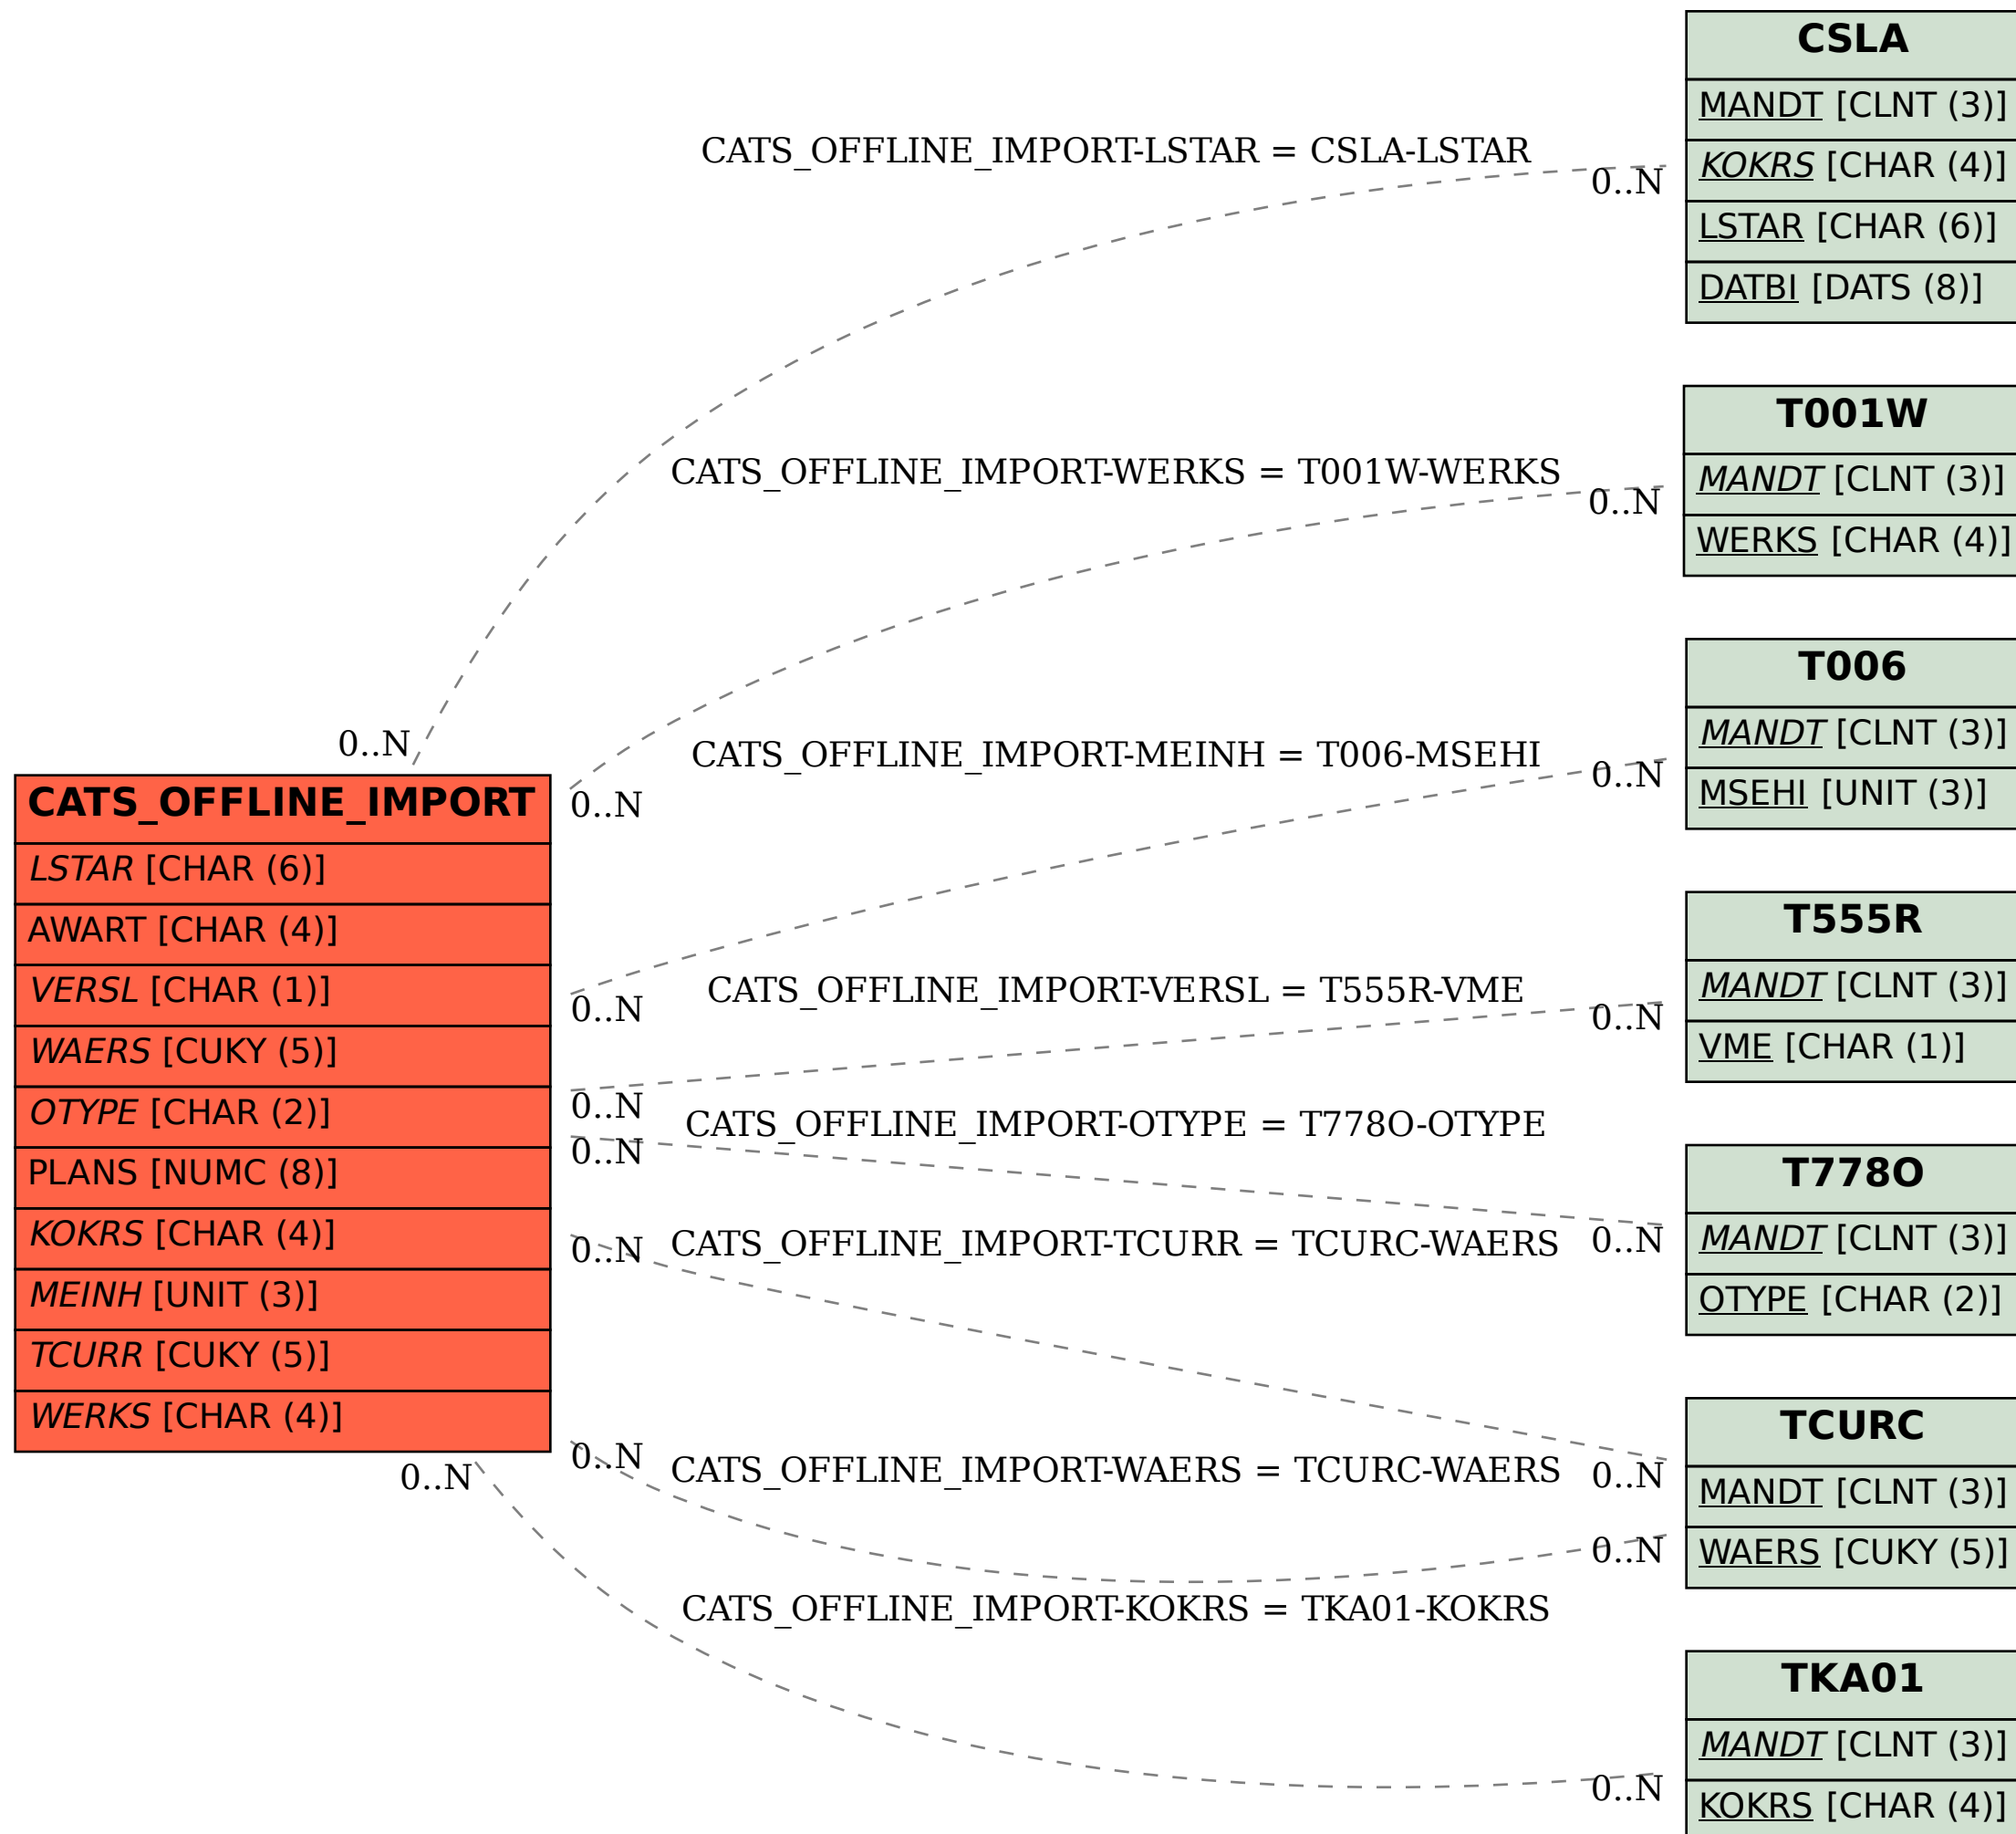 CSLA
MANDT [CLNT (3)]
KOKRS [CHAR (4)]
LSTAR [CHAR (6)]
DATBI [DATS (8)]
CATS_OFFLINE_IMPORT-LSTAR = CSLA-LSTAR
0..N
0..N
T001W
MANDT [CLNT (3)]
WERKS [CHAR (4)]
CATS_OFFLINE_IMPORT-WERKS = T001W-WERKS
0..N
0..N
T006
MANDT [CLNT (3)]
MSEHI [UNIT (3)]
CATS_OFFLINE_IMPORT-MEINH = T006-MSEHI
0..N
0..N
CATS_OFFLINE_IMPORT
LSTAR [CHAR (6)]
AWART [CHAR (4)]
VERSL [CHAR (1)]
WAERS [CUKY (5)]
OTYPE [CHAR (2)]
PLANS [NUMC (8)]
KOKRS [CHAR (4)]
MEINH [UNIT (3)]
TCURR [CUKY (5)]
WERKS [CHAR (4)]
T555R
MANDT [CLNT (3)]
VME [CHAR (1)]
CATS_OFFLINE_IMPORT-VERSL = T555R-VME
0..N
0..N
T778O
MANDT [CLNT (3)]
OTYPE [CHAR (2)]
CATS_OFFLINE_IMPORT-OTYPE = T778O-OTYPE
0..N
0..N
CATS_OFFLINE_IMPORT-TCURR = TCURC-WAERS
0..N
0..N
TCURC
MANDT [CLNT (3)]
WAERS [CUKY (5)]
CATS_OFFLINE_IMPORT-WAERS = TCURC-WAERS
0..N
0..N
CATS_OFFLINE_IMPORT-KOKRS = TKA01-KOKRS
0..N
0..N
TKA01
MANDT [CLNT (3)]
KOKRS [CHAR (4)]